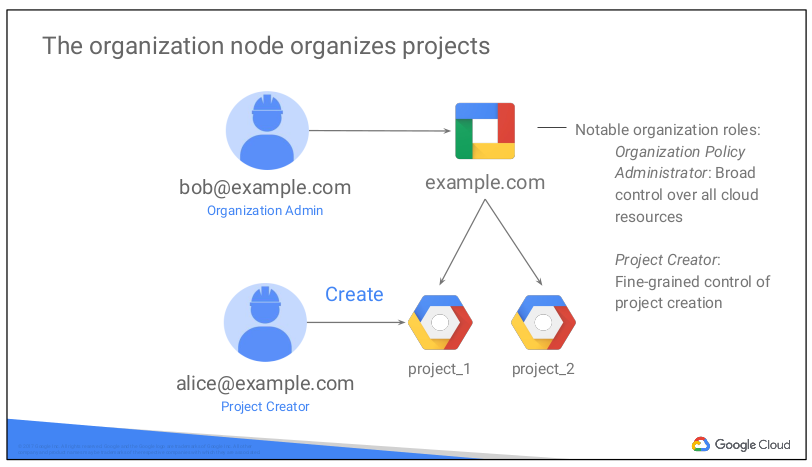 The organization node organizes projects
bob@example.com
Organization Admin
example.com
Notable organization roles:
Organization Policy
Administrator: Broad
control over all cloud
resources
Project Creator:
Fine-grained control of
project creation
Create
alice@example.com
Project Creator
project_1
project_2
Google Cloud